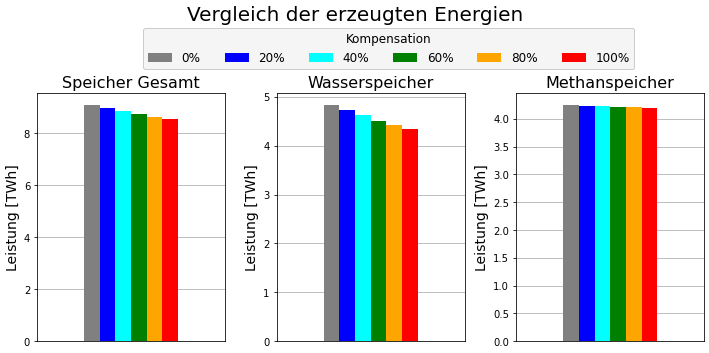 Vergleich der erzeugten Energien
Kompensation
0% 20% 40% 60% 80% 100%
Speicher Gesamt
Leistung [TWh]
8
6
4
2
0
Wasserspeicher
Leistung [TWh]
5
4
3
2
1
0
Methanspeicher
Leistung [TWh]
4.0
3.5
3.0
2.5
2.0
1.5
1.0
0.5
0.0